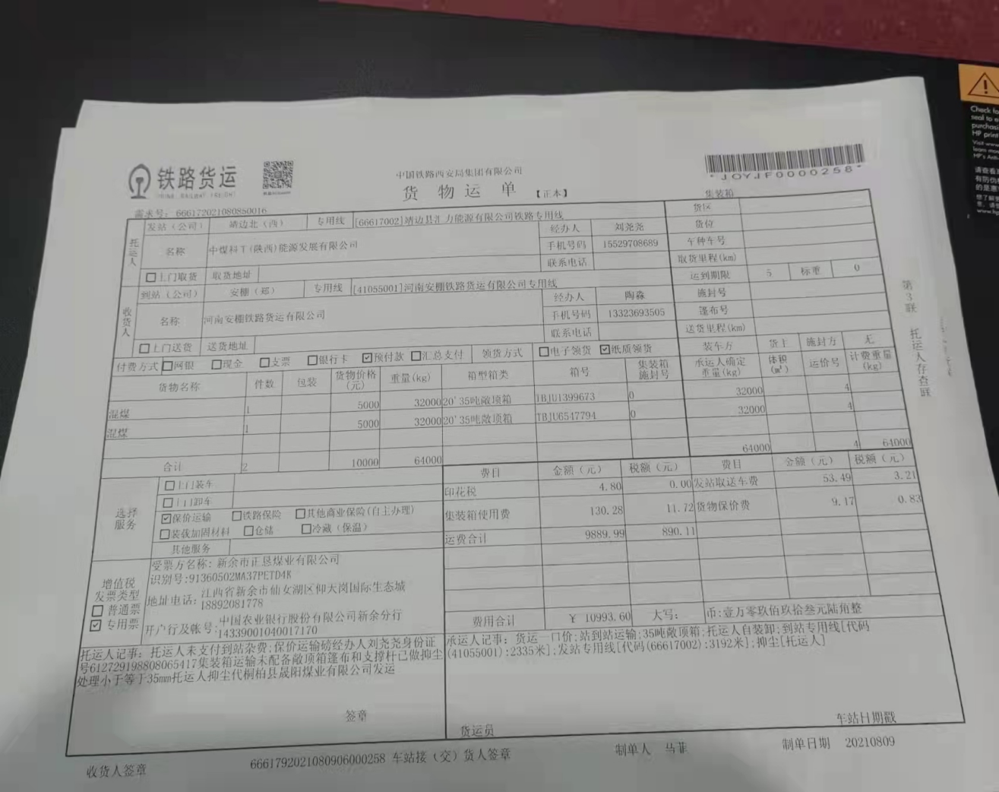 铁路货运
CHINA RAILWAY FREIGHT
中国铁路西安局集团有限公司
货物运单【正本】
*JOYJF0000258*
集装箱
需求号: 666172021080850016
托运人
发站（公司） 靖边北（西） 专用线 [66617002]靖边县汇力能源有限公司铁路专用线 货区
经办人 刘尧尧 货位
名称 中煤科工(陕西)能源发展有限公司 手机号码 15529708689 车种车号
联系电话 取货里程(km)
□上门取货 取货地址 运到期限 5 标重 0
收货人
到站（公司） 安棚（郑） 专用线 [41055001]河南安棚铁路货运有限公司专用线 施封号
经办人 陶淼
名称 河南安棚铁路货运有限公司 手机号码 13323693505 篷布号
联系电话 送货里程(km)
□上门送货 送货地址 装车方 货主 施封方 无
付费方式 □网银 □现金 □支票 □银行卡 ☑预付款 □汇总支付 领货方式 □电子领货 ☑纸质领货
货物名称 件数 包装 货物价格（元） 重量(kg) 箱型箱类 箱号 集装箱施封号 承运人确定重量(kg) 体积(m³) 运价号 计费重量(kg)
混煤 1 5000 32000 20'35吨敞顶箱 TBJU1399673 0 32000 4
混煤 1 5000 32000 20'35吨敞顶箱 TBJU6547794 0 32000 4
合计 2 10000 64000 64000 4 64000
选择服务
□上门装车
□上门卸车
☑保价运输 □铁路保险 □其他商业保险(自主办理)
□装载加固材料 □仓储 □冷藏（保温）
其他服务
费目 金额（元） 税额（元） 费目 金额（元） 税额（元）
印花税 4.80 0.00 发站取送车费 53.49 3.21
集装箱使用费 130.28 11.72 货物保价费 9.17 0.83
运费合计 9889.99 890.11
费用合计 ￥ 10993.60 大写: 币:壹万零玖佰玖拾叁元陆角整
增值税发票类型
□ 普通票
☑ 专用票
受票方名称: 新余市正恳煤业有限公司
识别号:91360502MA37PETD4K
地址电话: 江西省新余市仙女湖区仰天岗国际生态城
18892081778
开户行及帐号: 中国农业银行股份有限公司新余分行
14339001040017170
托运人记事: 托运人未支付到站杂费;保价运输磅经办人刘尧尧身份证
号612729198808065417集装箱运输未配备敞顶箱篷布和支撑杆已做抑尘
处理小于等于35mm托运人抑尘代桐柏县晟阳煤业有限公司发运
签章
承运人记事: 货运一口价;站到站运输;35吨敞顶箱;托运人自装卸;到站专用线[代码
(41055001):2335米];发站专用线[代码(66617002):3192米];抑尘[托运人]
货运员
车站日期戳
收货人签章
6661792021080906000258 车站接（交）货人签章
制单人 马菲
制单日期 20210809
第3联 托运人存查联